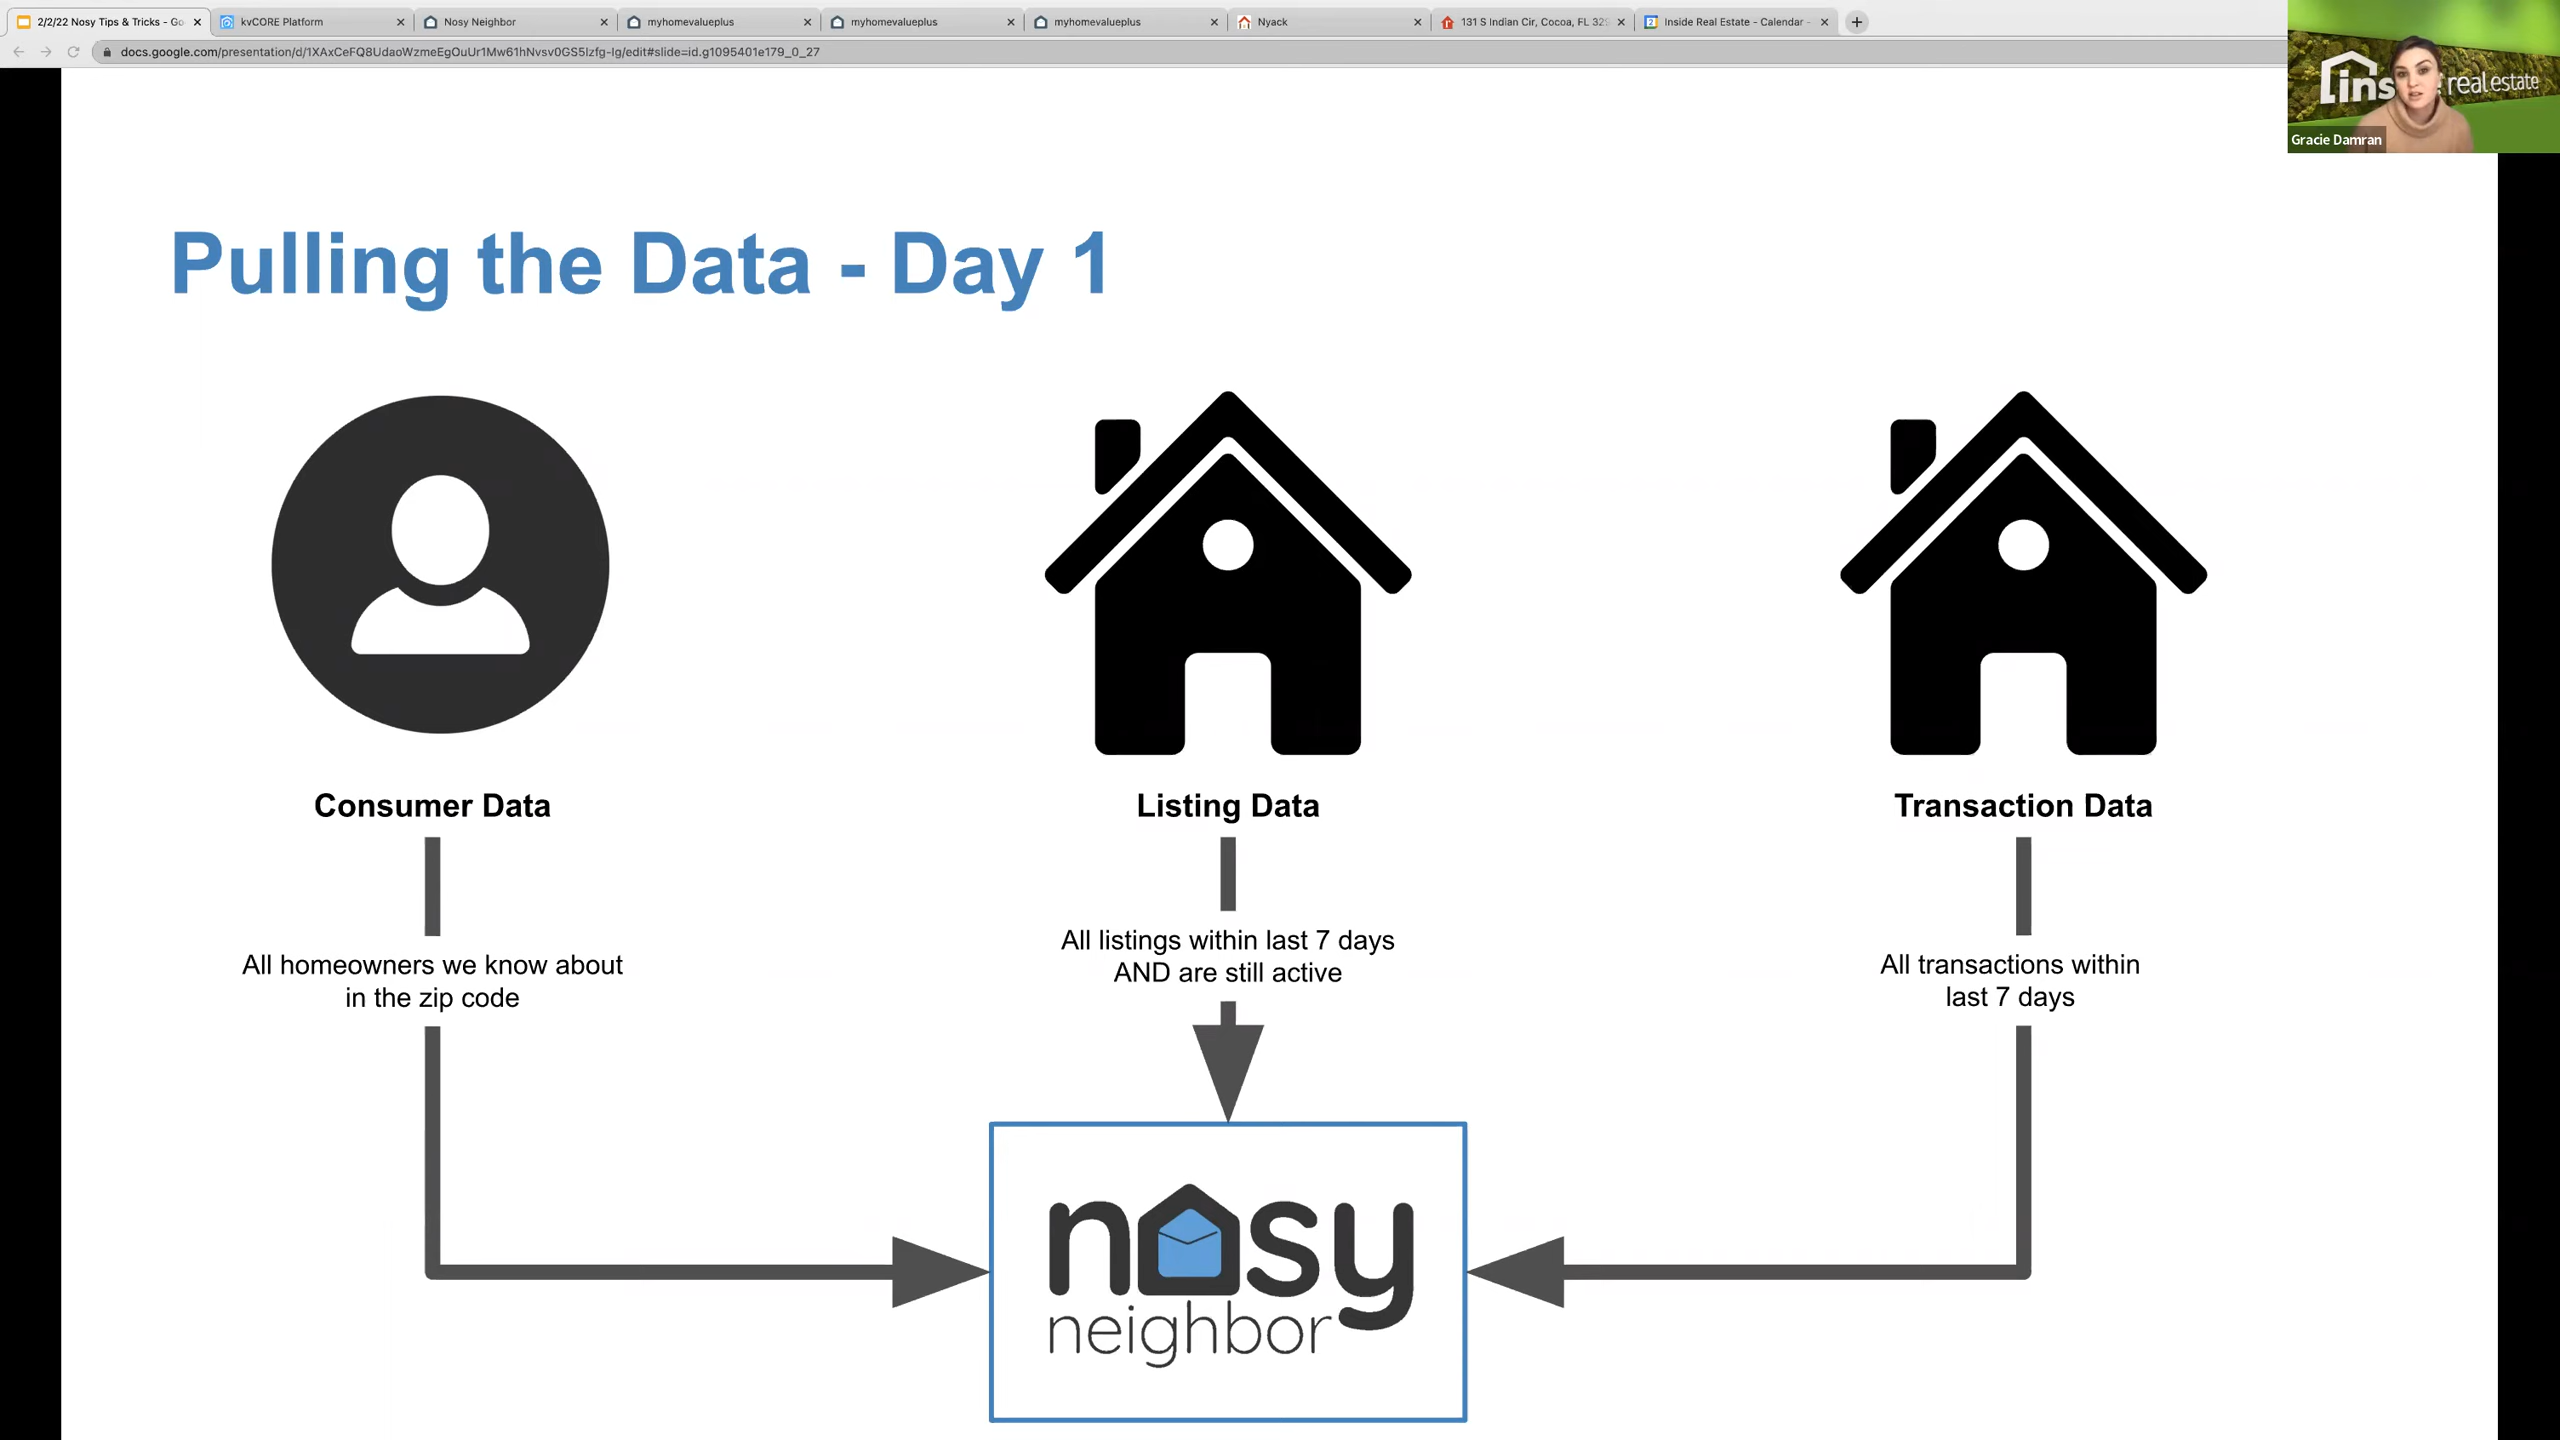 2/2/22 Nosy Tips & Tricks - Go
kvCORE Platform
Nosy Neighbor
myhomevalueplus
myhomevalueplus
myhomevalueplus
Nyack
131 S Indian Cir, Cocoa, FL 329
Inside Real Estate - Calendar -
docs.google.com/presentation/d/1XAxCeFQ8UdaoWzmeEgOuUr1Mw61hNvsv0GS5Izfg-Ig/edit#slide=id.g1095401e179_0_27
ins real estate
Gracie Damran
Pulling the Data - Day 1
Consumer Data
Listing Data
Transaction Data
All homeowners we know about
in the zip code
All listings within last 7 days
AND are still active
All transactions within
last 7 days
nosy
neighbor